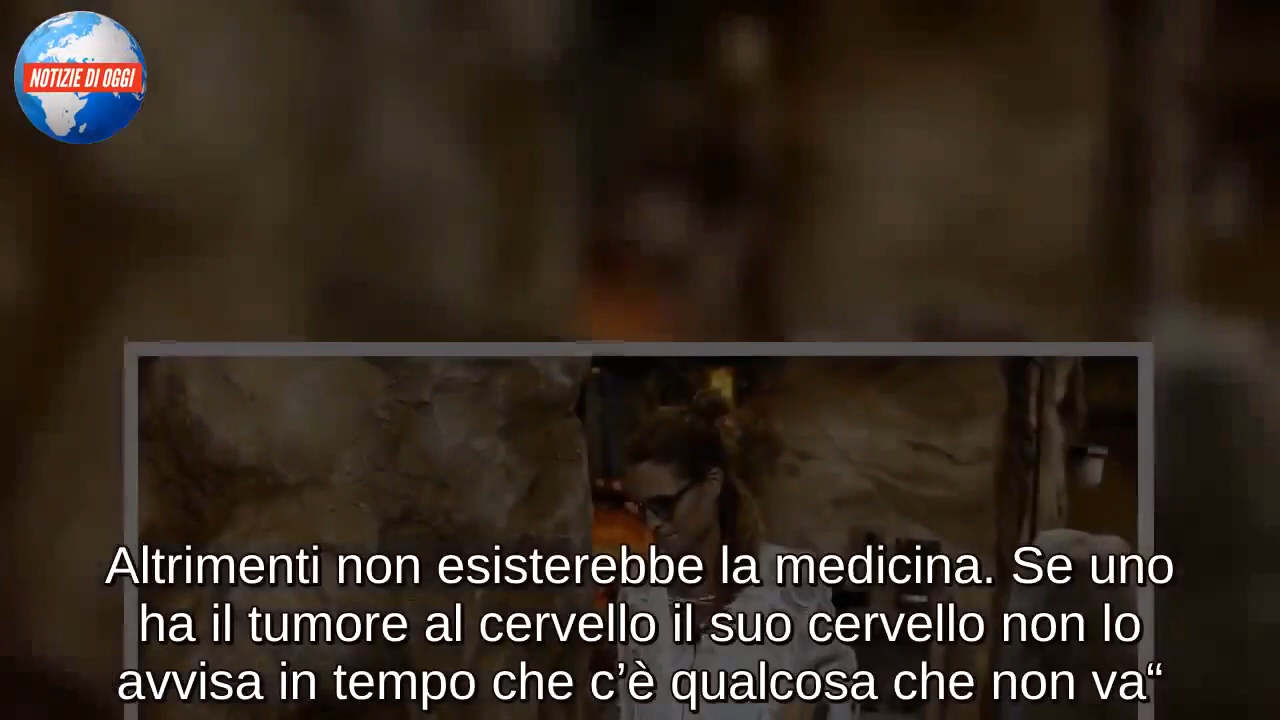 NOTIZIE DI OGGI
Altrimenti non esisterebbe la medicina. Se uno
ha il tumore al cervello il suo cervello non lo
avvisa in tempo che c’è qualcosa che non va“